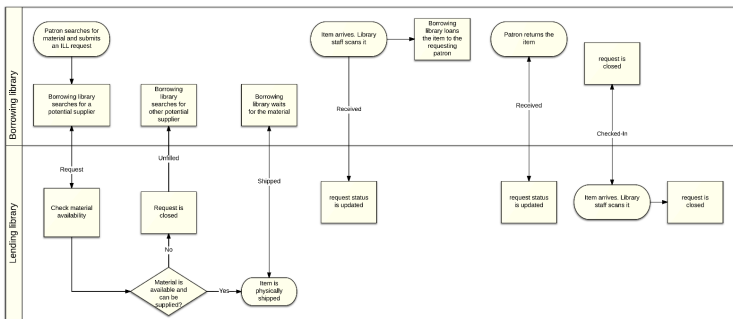 Borrowing library
Patron searches for
material and submits
an ILL request
Borrowing library
searches for a
potential supplier
Borrowing
library
searches for
other potential
supplier
Borrowing
library waits
for the material
Item arrives. Library
staff scans it
Borrowing
library loans
the item to the
requesting
patron
Patron returns the
item
request is
closed
Received
Received
Checked-In
Request
Unfilled
Shipped
Lending library
Check material
availability
Request is
closed
No
Material is
available and
can be
supplied?
Yes
Item is
physically
shipped
request status
is updated
request status
is updated
Item arrives. Library
staff scans it
request is
closed